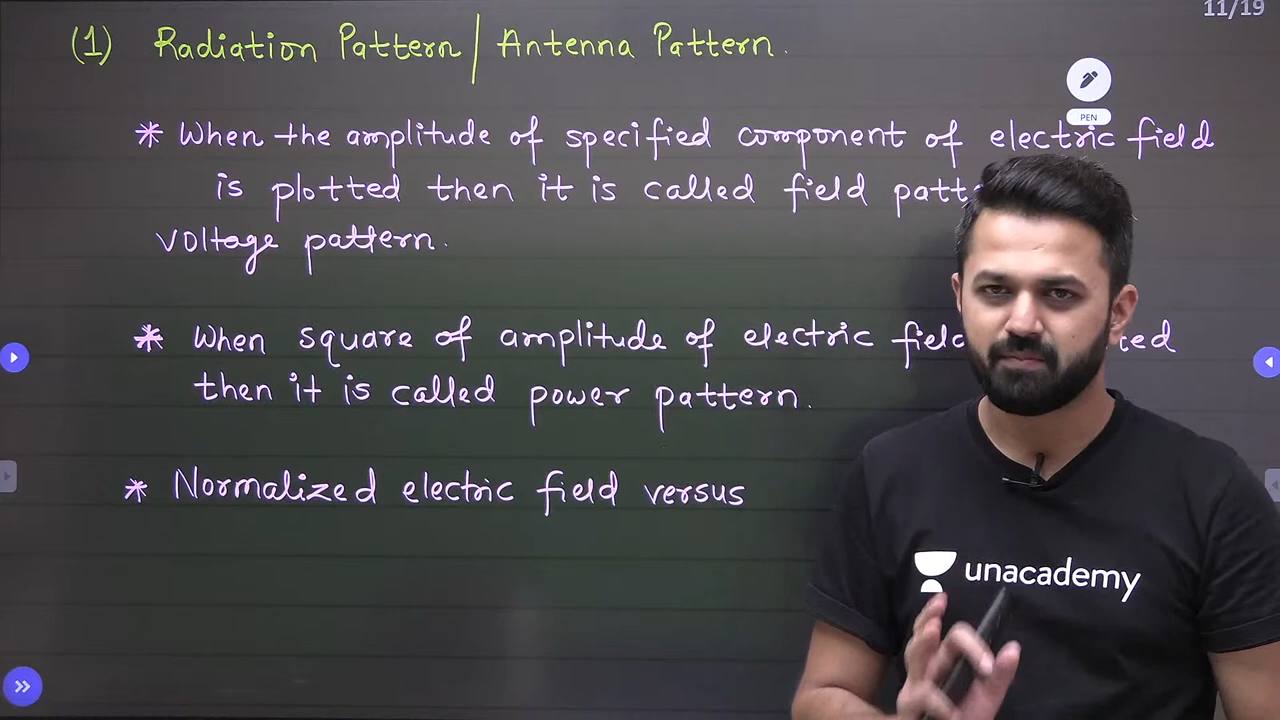 11/19
(1) Radiation Pattern / Antenna Pattern.
PEN
* When the amplitude of specified component of electric field
is plotted then it is called field
voltage pattern.
* When square of amplitude of electric
then it is called power pattern.
* Normalized electric field versus
unacademy